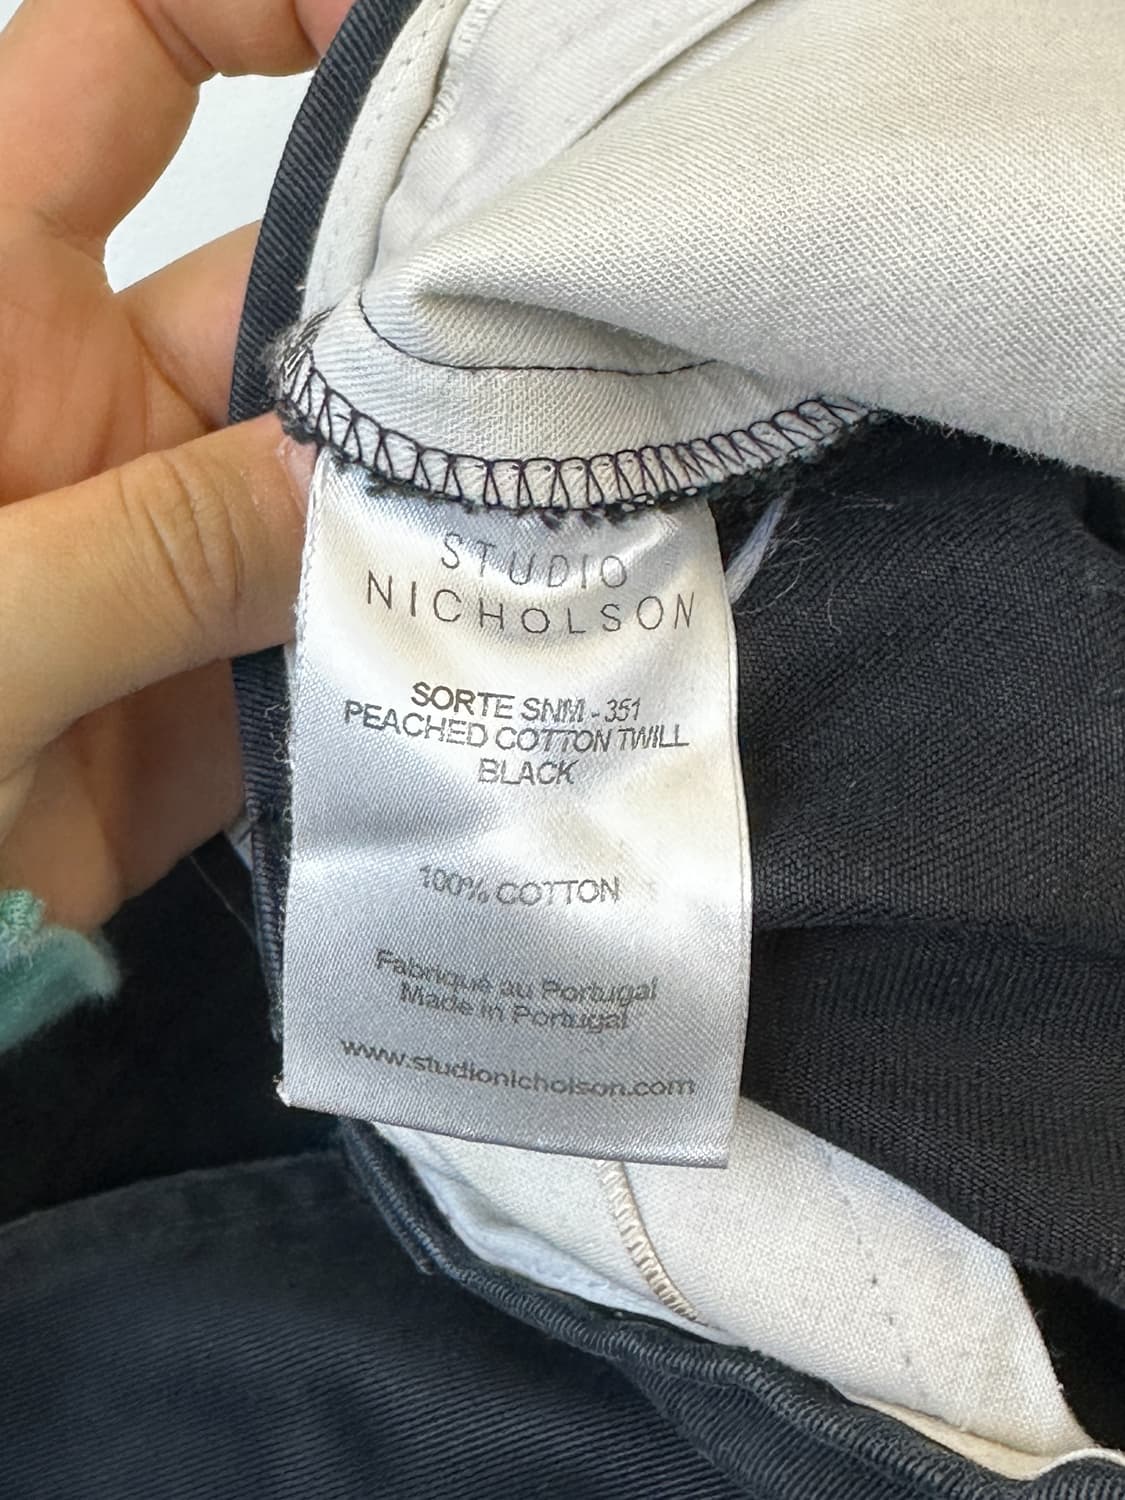 STUDIO
NICHOLSON
SORTE SNM - 351
PEACHED COTTON TWILL
BLACK
100% COTTON
Fabriqué au Portugal
Made in Portugal
www.studionicholson.com